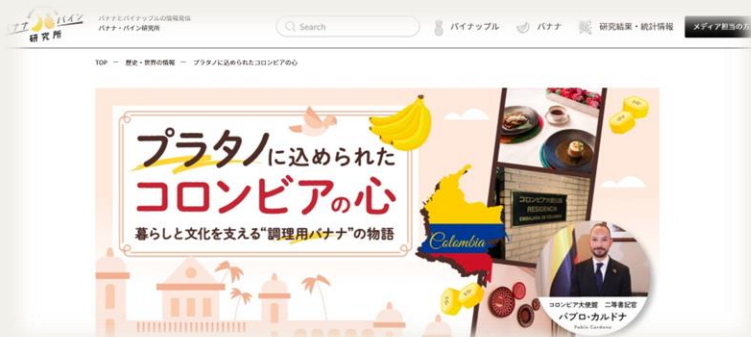 バナナ パイン
研究所
バナナとパイナップルの情報発信
バナナ・パイン研究所
Search
パイナップル
バナナ
研究結果・統計情報
メディア担当の方
TOP — 歴史・世界の情報 — プラタノに込められたコロンビアの心
プラタノに込められた
コロンビアの心
暮らしと文化を支える“調理用バナナ”の物語
Colombia
コロンビア大使館
RESIDENCIA
EMBAJADA DE COLOMBIA
コロンビア大使館 二等書記官
パブロ・カルドナ
Pablo Cardona